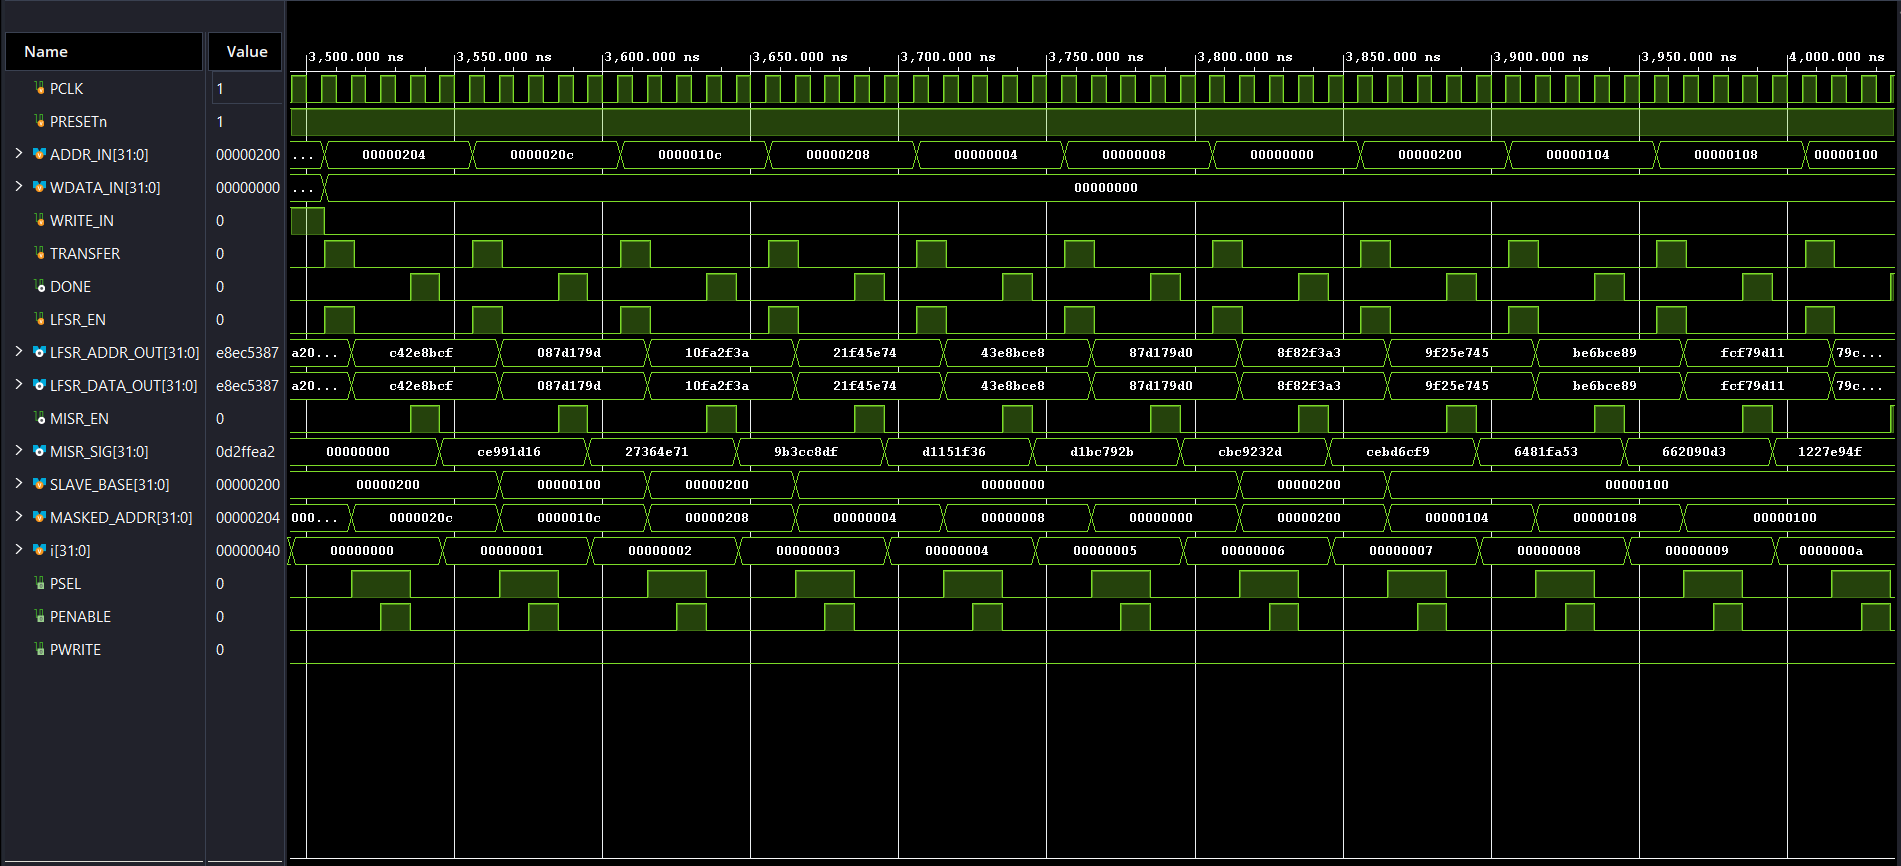 Name Value
3,500.000 ns 3,550.000 ns 3,600.000 ns 3,650.000 ns 3,700.000 ns 3,750.000 ns 3,800.000 ns 3,850.000 ns 3,900.000 ns 3,950.000 ns 4,000.000 ns
PCLK 1
PRESETn 1
ADDR_IN[31:0] 00000200 ... 00000204 0000020c 0000010c 00000208 00000004 00000008 00000000 00000200 00000104 00000108 00000100
WDATA_IN[31:0] 00000000 ... 00000000
WRITE_IN 0
TRANSFER 0
DONE 0
LFSR_EN 0
LFSR_ADDR_OUT[31:0] e8ec5387 a20... c42e8bcf 087d179d 10fa2f3a 21f45e74 43e8bce8 87d179d0 8f82f3a3 9f25e745 be6bce89 fcf79d11 79c...
LFSR_DATA_OUT[31:0] e8ec5387 a20... c42e8bcf 087d179d 10fa2f3a 21f45e74 43e8bce8 87d179d0 8f82f3a3 9f25e745 be6bce89 fcf79d11 79c...
MISR_EN 0
MISR_SIG[31:0] 0d2ffea2 00000000 ce991d16 27364e71 9b3cc8df d1151f36 d1bc792b cbc9232d cebd6cf9 6481fa53 662090d3 1227e94f
SLAVE_BASE[31:0] 00000200 00000200 00000100 00000200 00000000 00000200 00000100
MASKED_ADDR[31:0] 00000204 000... 0000020c 0000010c 00000208 00000004 00000008 00000000 00000200 00000104 00000108 00000100
i[31:0] 00000040 00000000 00000001 00000002 00000003 00000004 00000005 00000006 00000007 00000008 00000009 0000000a
PSEL 0
PENABLE 0
PWRITE 0